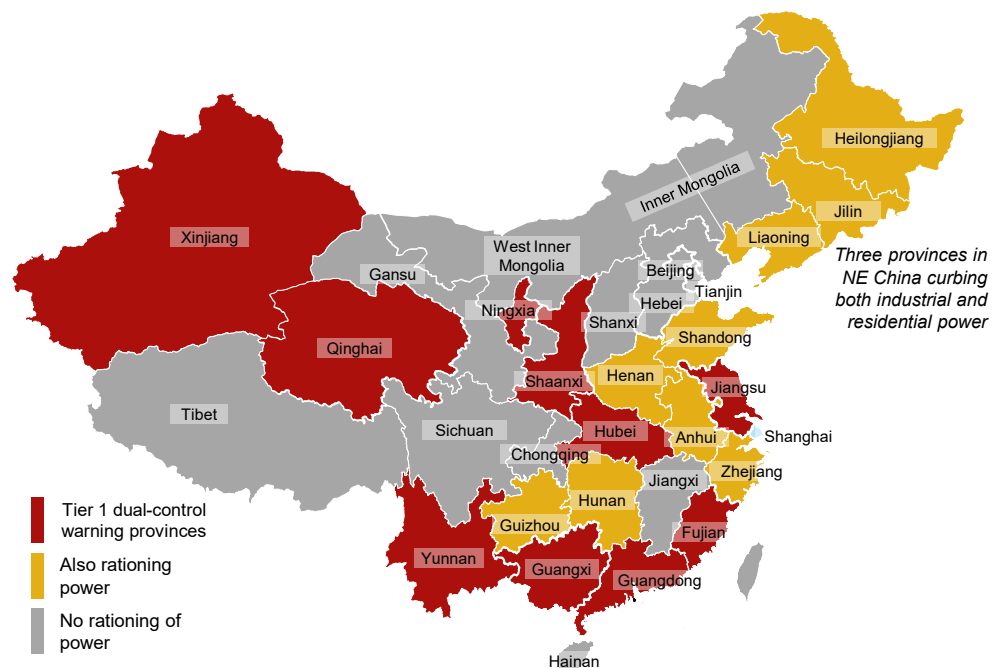 Heilongjiang
Inner Mongolia
Jilin
Xinjiang
Liaoning
West Inner
Mongolia
Gansu
Beijing
Three provinces in
NE China curbing
both industrial and
residential power
Tianjin
Hebei
Ningxia
Shanxi
Shandong
Qinghai
Henan
Shaanxi
Jiangsu
Tibet
Sichuan
Hubei
Anhui
Shanghai
Chongqing
Zhejiang
Jiangxi
Hunan
Tier 1 dual-control
warning provinces
Guizhou
Fujian
Yunnan
Guangxi
Guangdong
Also rationing
power
No rationing of
power
Hainan